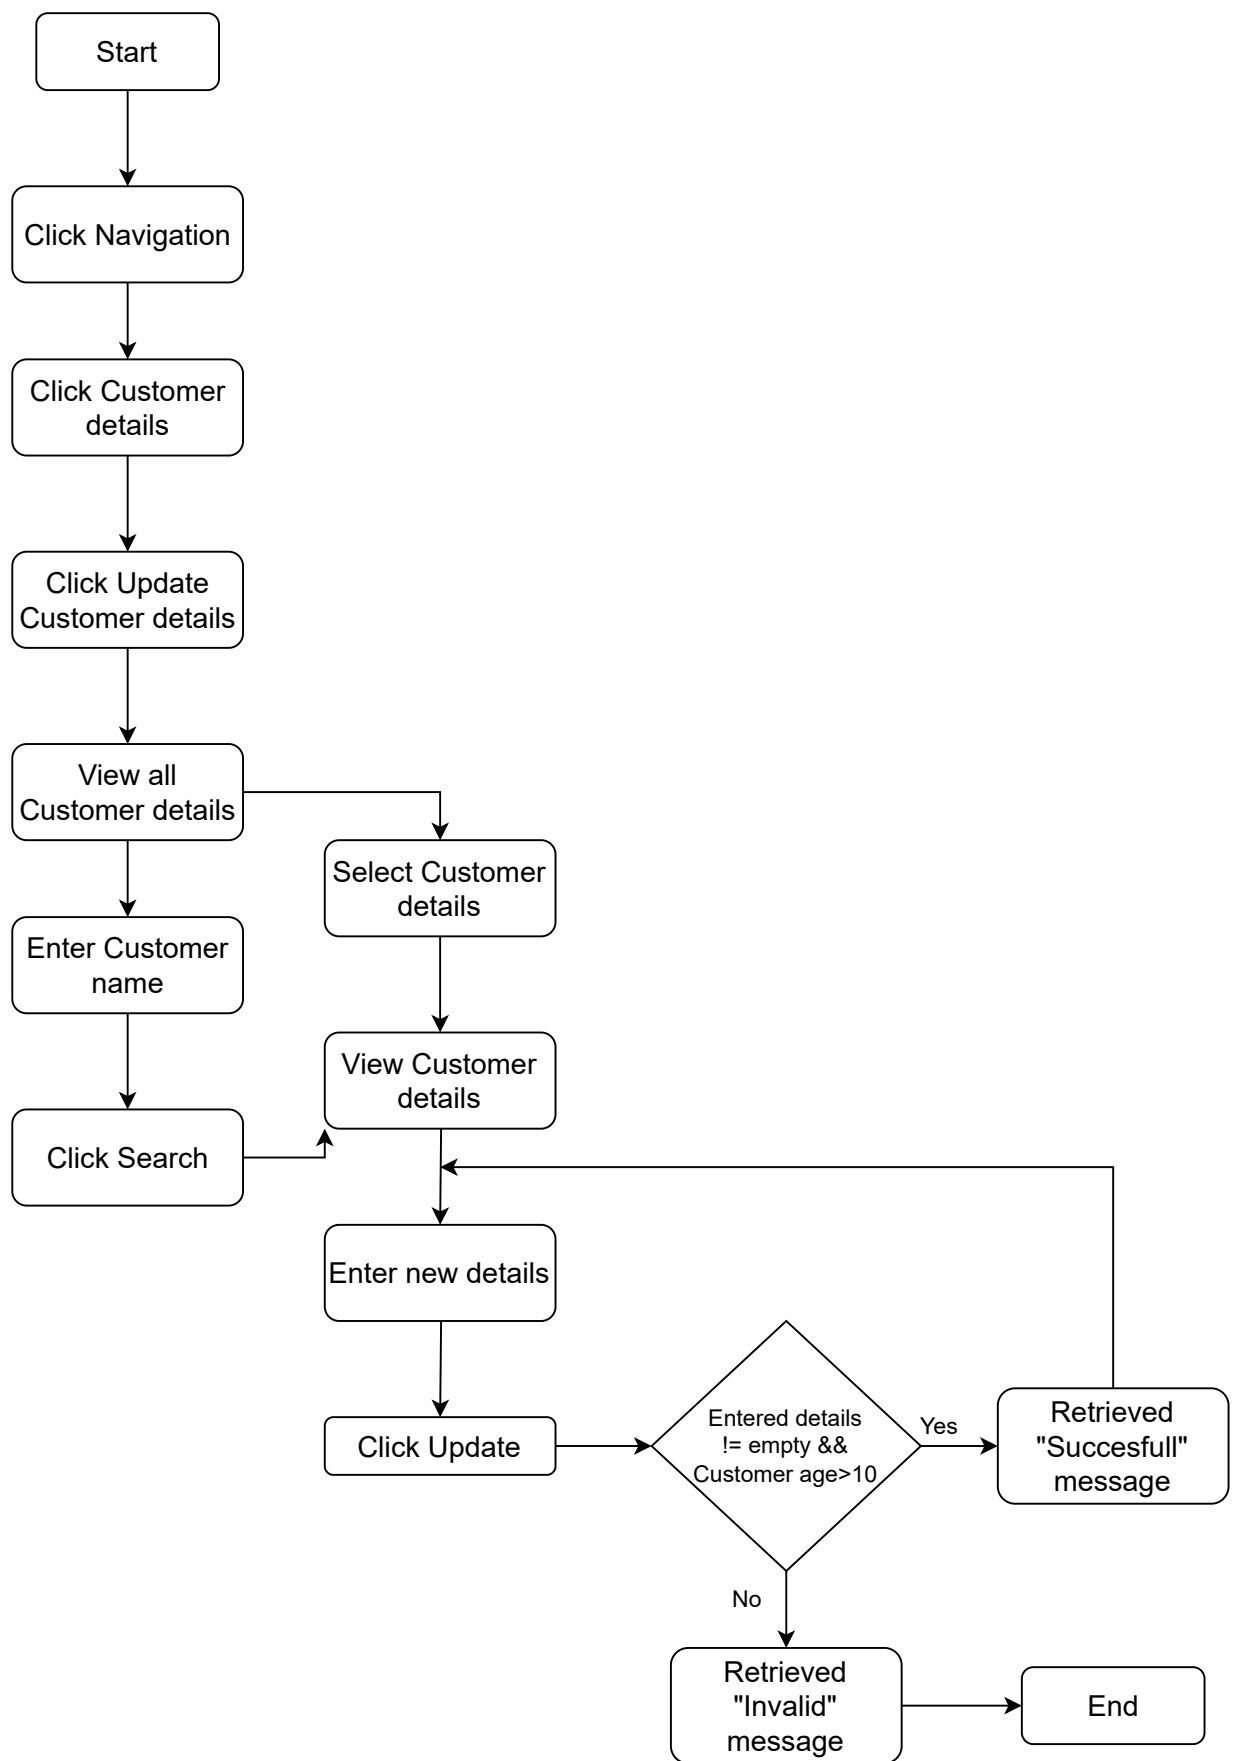 Start
Click Navigation
Click Customer
details
Click Update
Customer details
View all
Customer details
Select Customer
details
Enter Customer
name
View Customer
details
Click Search
Enter new details
Click Update
Entered details
!= empty &&
Customer age>10
Yes
Retrieved
"Succesfull"
message
No
Retrieved
"Invalid"
message
End